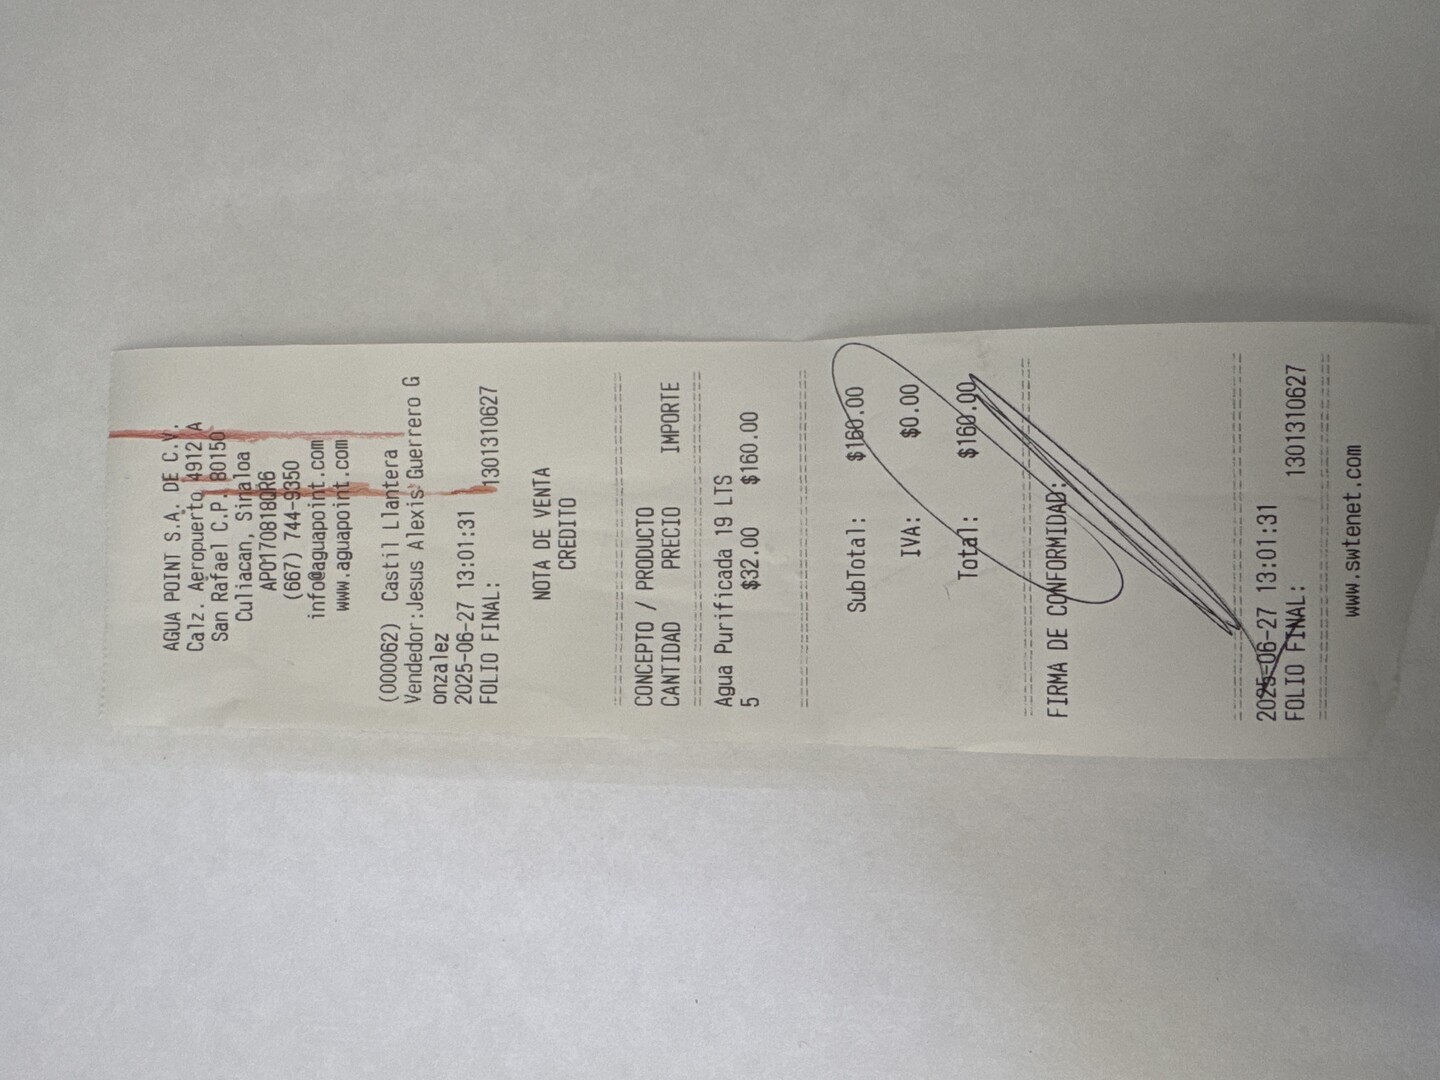 AGUA POINT S.A. DE C.V.
Calz. Aeropuerto 4912 A
San Rafael C.P. 80150
Culiacan, Sinaloa
APO170818QR6
(667) 744-9350
info@aguapoint.com
www.aguapoint.com
(000062) Castil Llantera
Vendedor:Jesus Alexis Guerrero G
onzalez
2025-06-27 13:01:31
FOLIO FINAL: 1301310627
NOTA DE VENTA
CREDITO
================================
CONCEPTO / PRODUCTO
CANTIDAD PRECIO IMPORTE
================================
Agua Purificada 19 LTS
5 $32.00 $160.00
================================
SubTotal: $160.00
IVA: $0.00
Total: $160.00
================================
FIRMA DE CONFORMIDAD:
================================
2025-06-27 13:01:31
FOLIO FINAL: 1301310627
================================
www.swtenet.com